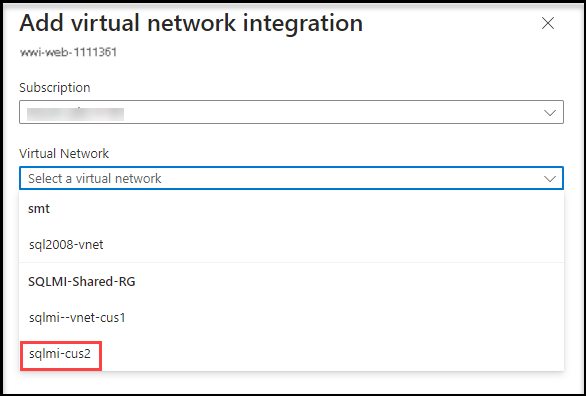 Add virtual network integration
wwi-web-1111361
Subscription
Virtual Network
Select a virtual network
smt
sql2008-vnet
SQLMI-Shared-RG
sqlmi--vnet-cus1
sqlmi-cus2